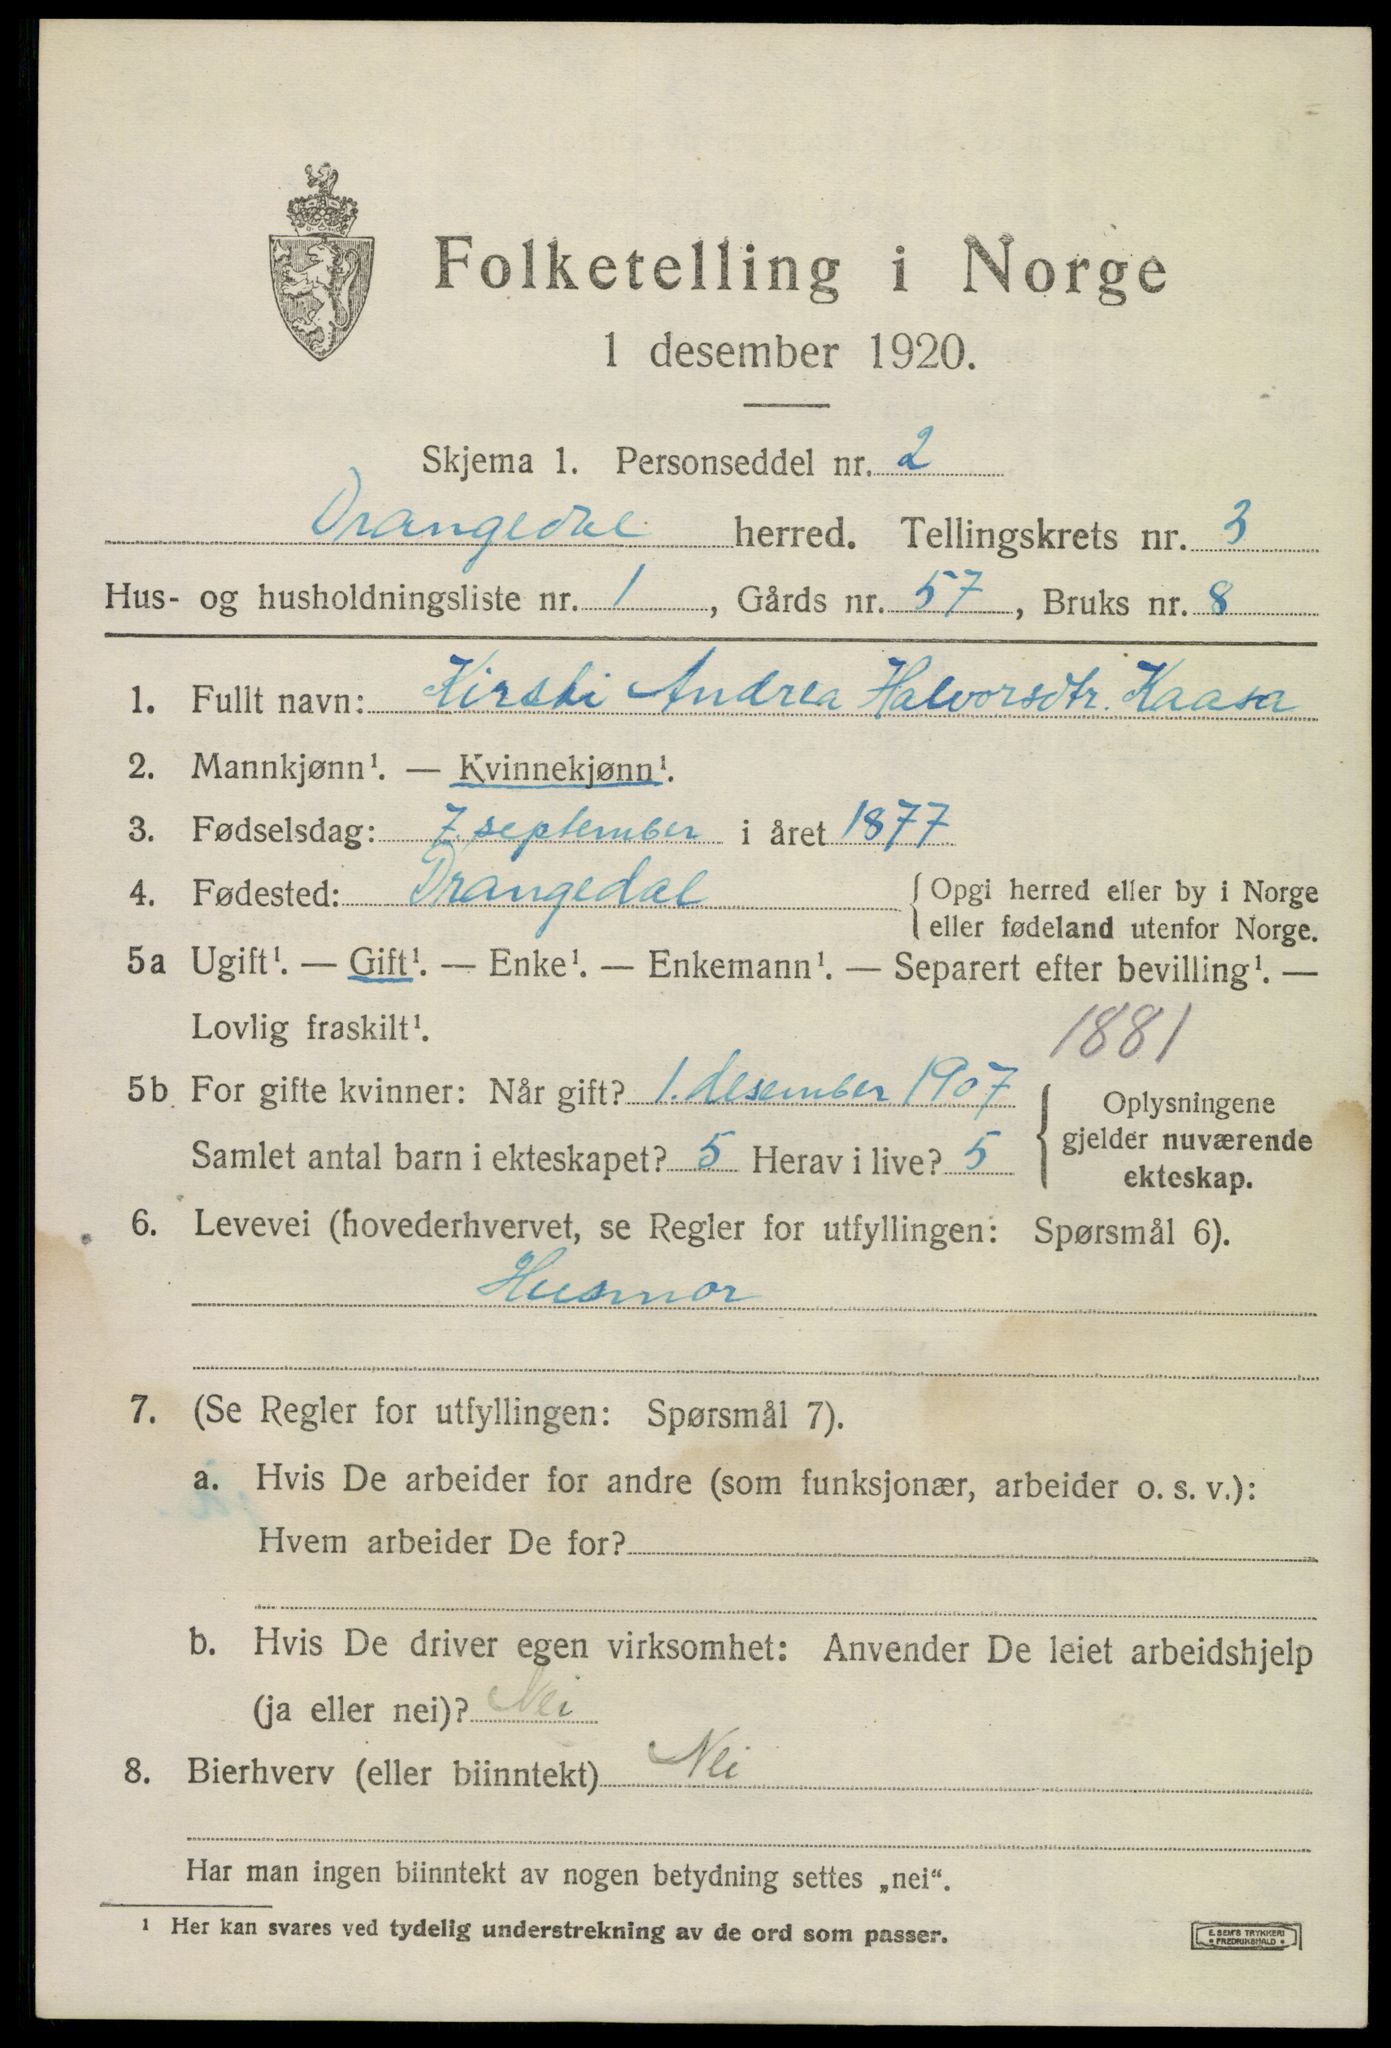 Folketelling i Norge
1 desember 1920.
Skjema 1. Personseddel nr. 2
Drangedal herred. Tellingskrets nr. 3
Hus- og husholdningsliste nr. 1, Gårds nr. 57, Bruks nr. 8
1. Fullt navn: Kirsti Andrea Halvorsdtr. Kaasa
2. Mannkjønn¹. — Kvinnekjønn¹.
3. Fødselsdag: 7. september i året 1877
4. Fødested: Drangedal { Opgi herred eller by i Norge
eller fødeland utenfor Norge.
5a Ugift¹. — Gift¹. — Enke¹. — Enkemann¹. — Separert efter bevilling¹. —
Lovlig fraskilt¹.
1881
5b For gifte kvinner: Når gift? 1. desember 1907 { Oplysningene
Samlet antal barn i ekteskapet? 5 Herav i live? 5 gjelder nuværende
ekteskap.
6. Levevei (hovederhvervet, se Regler for utfyllingen: Spørsmål 6).
Husmor
7. (Se Regler for utfyllingen: Spørsmål 7).
a. Hvis De arbeider for andre (som funksjonær, arbeider o. s. v.):
Hvem arbeider De for?
b. Hvis De driver egen virksomhet: Anvender De leiet arbeidshjelp
(ja eller nei)? Nei
8. Bierhverv (eller biinntekt) Nei
Har man ingen biinntekt av nogen betydning settes „nei“.
¹ Her kan svares ved tydelig understrekning av de ord som passer.
E. SEM'S TRYKKERI
• FREDRIKSHALD •